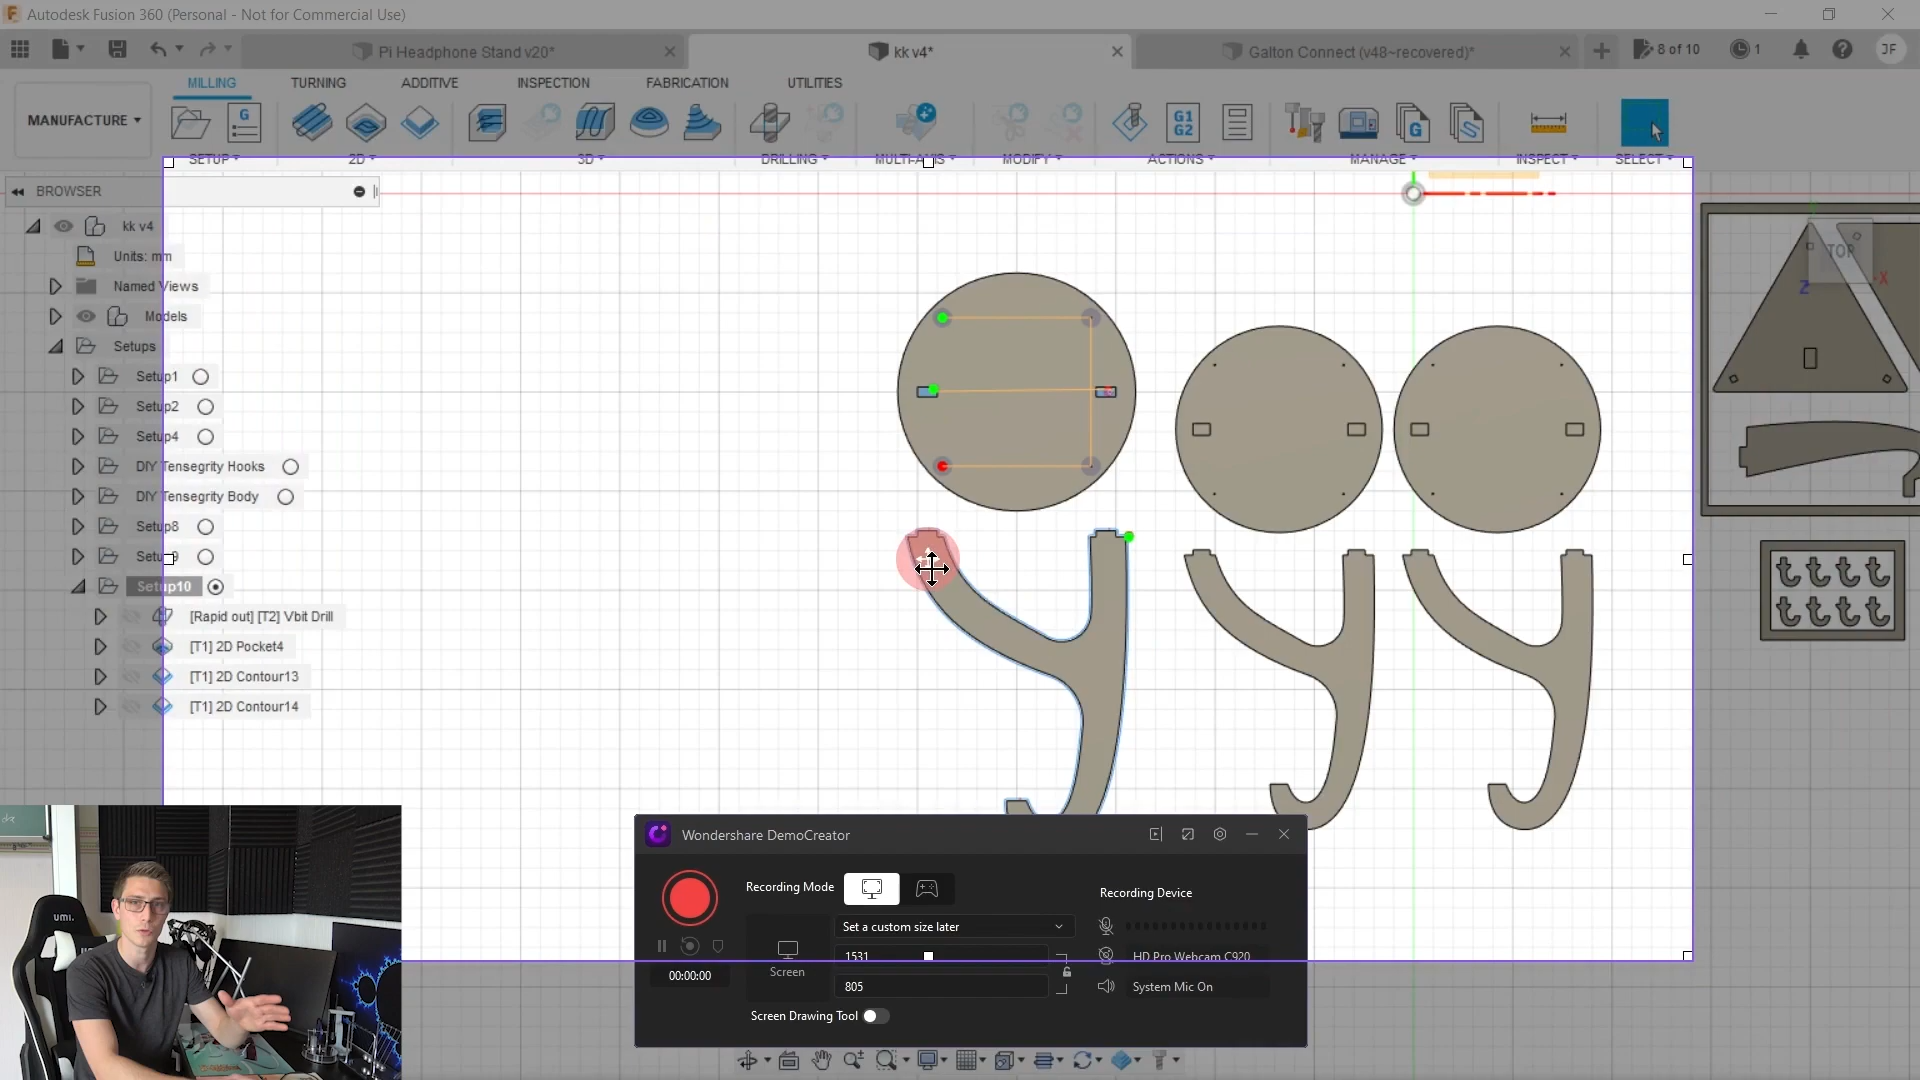 Autodesk Fusion 360 (Personal - Not for Commercial Use)
Pi Headphone Stand v20*
kk v4*
Galton Connect (v48~recovered)*
8 of 10
1
JF
MILLING
TURNING
ADDITIVE
INSPECTION
FABRICATION
UTILITIES
MANUFACTURE
G
G1
G2
G
SETUP
2D
3D
DRILLING
MULTI-AXIS
MODIFY
ACTIONS
MANAGE
INSPECT
SELECT
BROWSER
kk v4
Units: mm
Named Views
Models
Setups
Setup1
Setup2
Setup4
DIY Tensegrity Hooks
DIY Tensegrity Body
Setup8
Setup9
Setup10
[Rapid out] [T2] Vbit Drill
[T1] 2D Pocket4
[T1] 2D Contour13
[T1] 2D Contour14
TOP
Z
X
umi.
Wondershare DemoCreator
Recording Mode
Recording Device
Set a custom size later
1531
HD Pro Webcam C920
Screen
00:00:00
805
System Mic On
Screen Drawing Tool